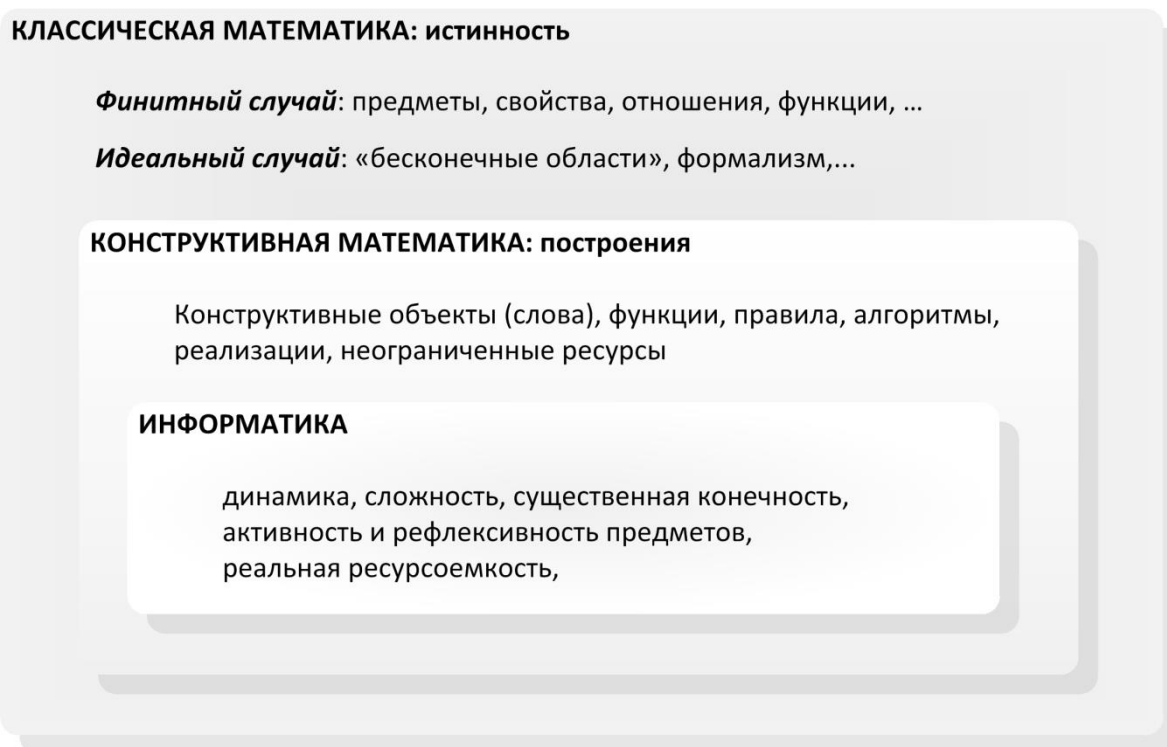 КЛАССИЧЕСКАЯ МАТЕМАТИКА: истинность
Финитный случай: предметы, свойства, отношения, функции, …
Идеальный случай: «бесконечные области», формализм,...
КОНСТРУКТИВНАЯ МАТЕМАТИКА: построения
Конструктивные объекты (слова), функции, правила, алгоритмы,
реализации, неограниченные ресурсы
ИНФОРМАТИКА
динамика, сложность, существенная конечность,
активность и рефлексивность предметов,
реальная ресурсоемкость,